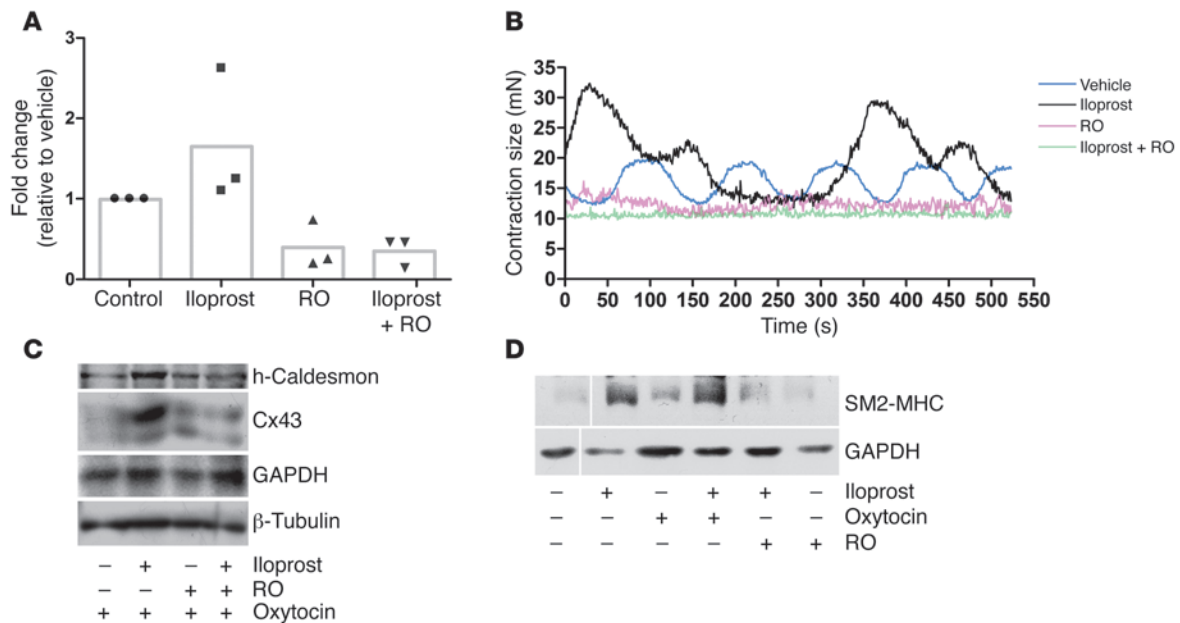 A
Fold change
(relative to vehicle)
3
2
1
0
Control
Iloprost
RO
Iloprost
+ RO
B
Contraction size (mN)
35
30
25
20
15
10
5
0
0 50 100 150 200 250 300 350 400 450 500 550
Time (s)
Vehicle
Iloprost
RO
Iloprost + RO
C
h-Caldesmon
Cx43
GAPDH
β-Tubulin
– + – + Iloprost
– – + + RO
+ + + + Oxytocin
D
SM2-MHC
GAPDH
– + – + + – Iloprost
– – + + – – Oxytocin
– – – – + + RO